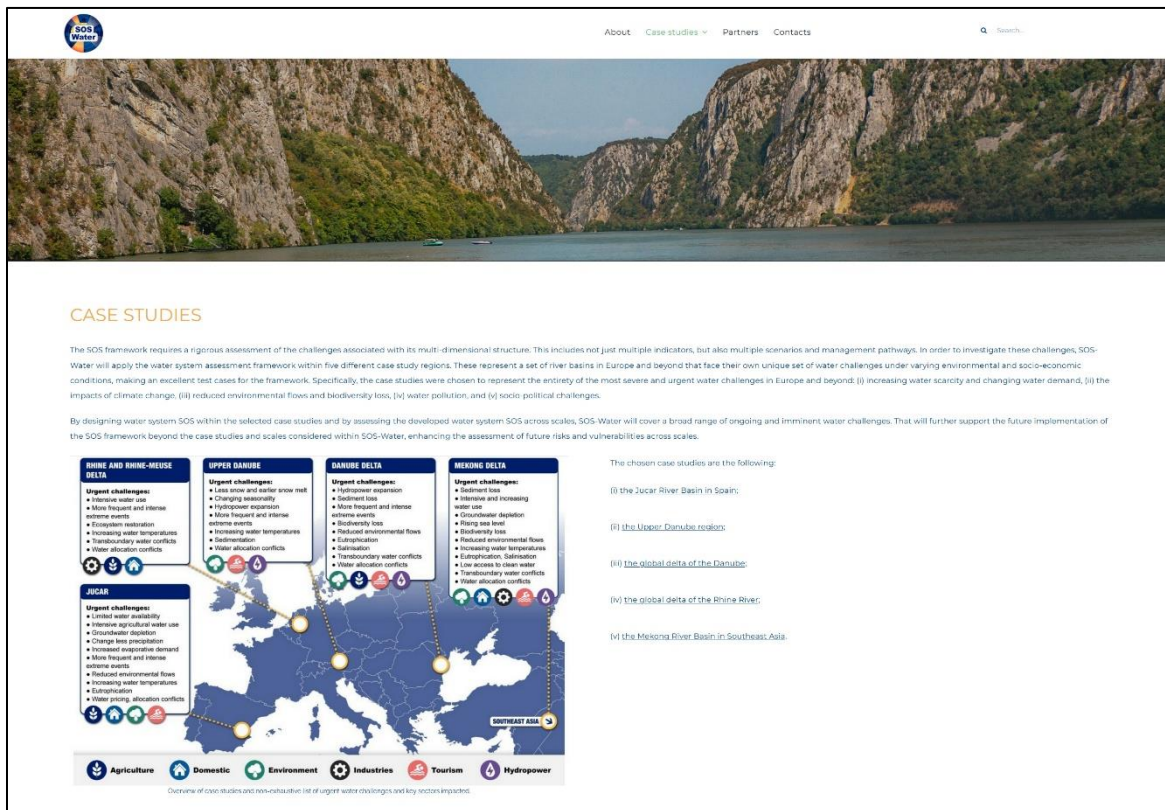 SOS
Water
About Case studies Partners Contacts Search...
CASE STUDIES
The SOS framework requires a rigorous assessment of the challenges associated with its multi-dimensional structure. This includes not just multiple indicators, but also multiple scenarios and management pathways. In order to investigate these challenges, SOS-
Water will apply the water system assessment framework within five different case study regions. These represent a set of river basins in Europe and beyond that face their own unique set of water challenges under varying environmental and socio-economic
conditions, making an excellent test cases for the framework. Specifically, the case studies were chosen to represent the entirety of the most severe and urgent water challenges in Europe and beyond: (i) increasing water scarcity and changing water demand, (ii) the
impacts of climate change, (iii) reduced environmental flows and biodiversity loss, (iv) water pollution, and (v) socio-political challenges.
By designing water system SOS within the selected case studies and by assessing the developed water system SOS across scales, SOS-Water will cover a broad range of ongoing and imminent water challenges. That will further support the future implementation of
the SOS framework beyond the case studies and scales considered within SOS-Water, enhancing the assessment of future risks and vulnerabilities across scales.
RHINE AND RHINE-MEUSE
DELTA
Urgent challenges:
• Intensive water use
• More frequent and intense
extreme events
• Ecosystem restoration
• Increasing water temperatures
• Transboundary water conflicts
• Water allocation conflicts
UPPER DANUBE
Urgent challenges:
• Less snow and earlier snow melt
• Changing seasonality
• Hydropower expansion
• More frequent and intense
extreme events
• Increasing water temperatures
• Sedimentation
• Water allocation conflicts
DANUBE DELTA
Urgent challenges:
• Hydropower expansion
• Sediment loss
• More frequent and intense
extreme events
• Biodiversity loss
• Reduced environmental flows
• Eutrophication
• Salinisation
• Transboundary water conflicts
• Water allocation conflicts
MEKONG DELTA
Urgent challenges:
• Sediment loss
• Intensive and increasing
water use
• Groundwater depletion
• Rising sea level
• Biodiversity loss
• Reduced environmental flows
• Increasing water temperatures
• Eutrophication, Salinisation
• Low access to clean water
• Transboundary water conflicts
• Water allocation conflicts
JUCAR
Urgent challenges:
• Limited water availability
• Intensive agricultural water use
• Groundwater depletion
• Change less precipitation
• Increased evaporative demand
• More frequent and intense
extreme events
• Reduced environmental flows
• Increasing water temperatures
• Eutrophication
• Water pricing, allocation conflicts
SOUTHEAST ASIA
Agriculture Domestic Environment Industries Tourism Hydropower
Overview of case studies and non-exhaustive list of urgent water challenges and key sectors impacted.
The chosen case studies are the following:
(i) the Jucar River Basin in Spain;
(ii) the Upper Danube region;
(iii) the global delta of the Danube;
(iv) the global delta of the Rhine River;
(v) the Mekong River Basin in Southeast Asia.